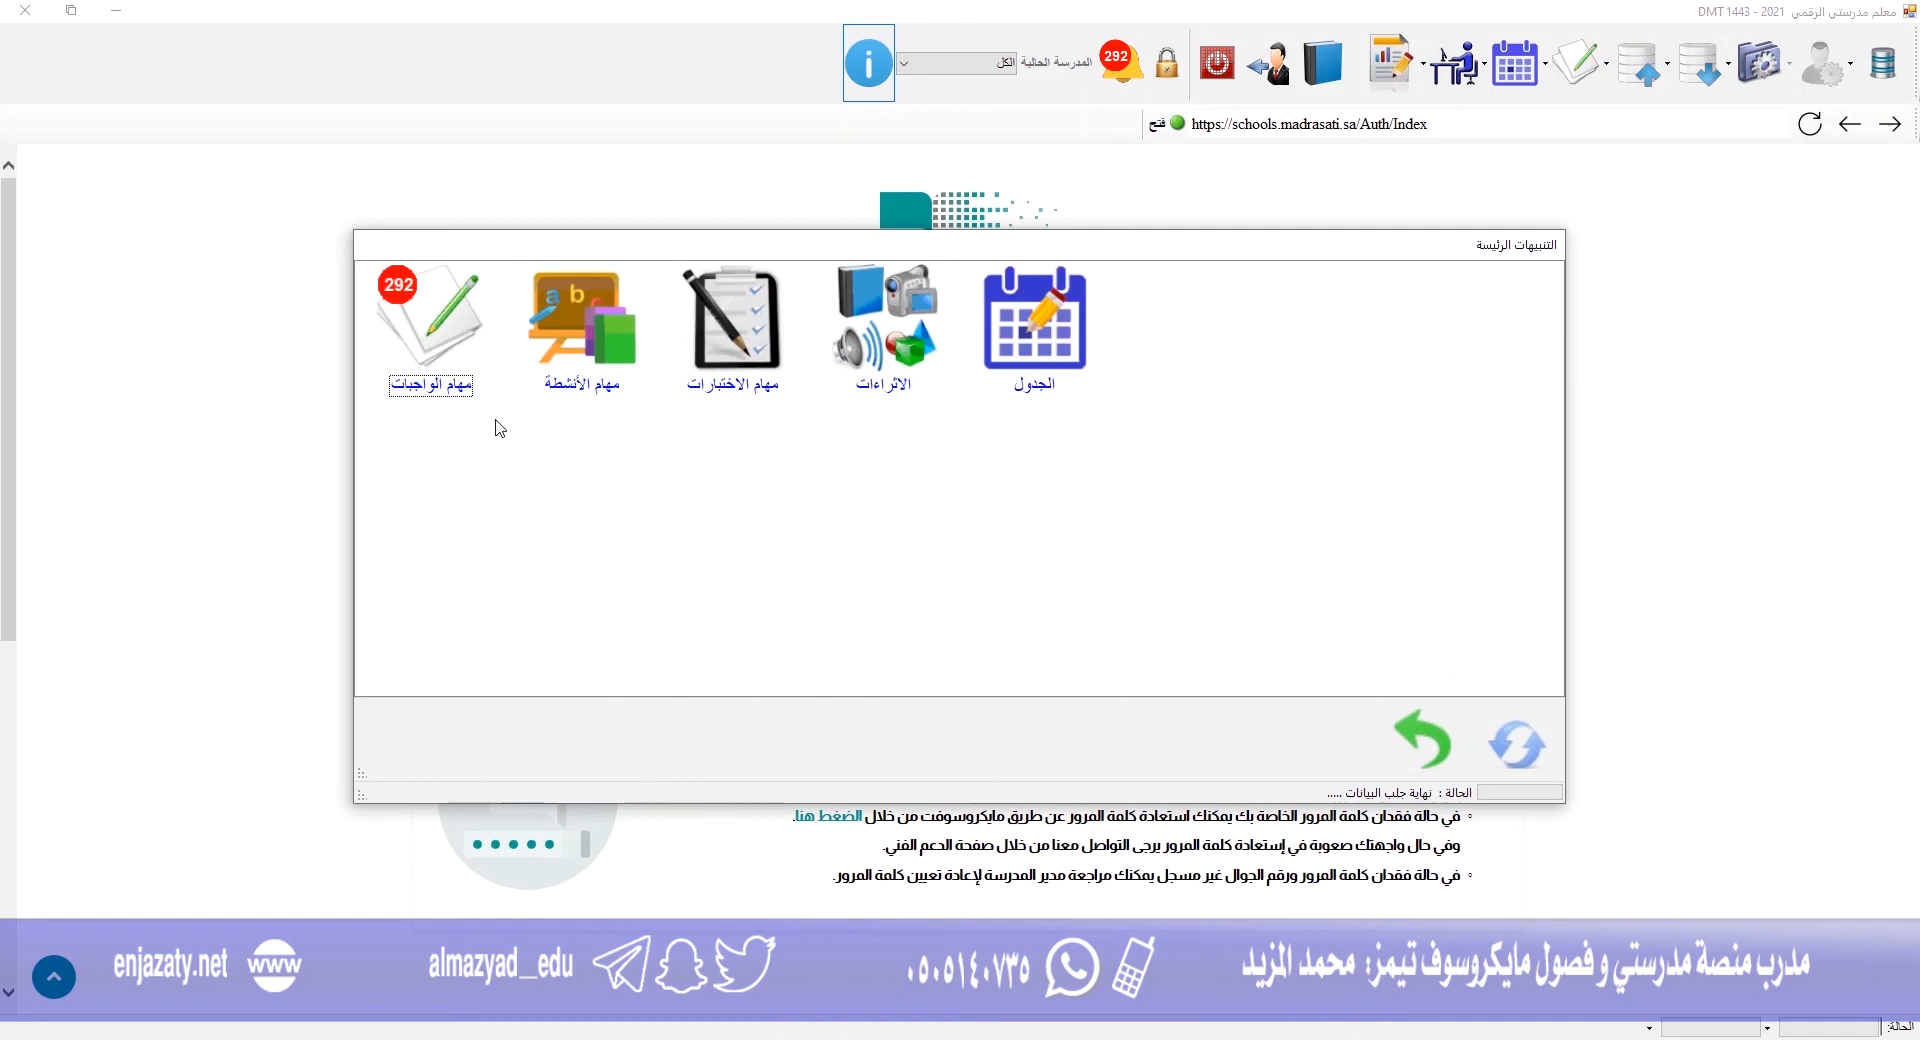 معلم مدرستي الرقمي 2021 - DMT 1443
292
المدرسة الحالية
الكل
https://schools.madrasati.sa/Auth/Index
فتح
التنبيهات الرئيسة
292
مهام الواجبات
مهام الأنشطة
مهام الاختبارات
الاثراءات
الجدول
الحالة : نهاية جلب البيانات .....
في حالة فقدان كلمة المرور الخاصة بك يمكنك استعادة كلمة المرور عن طريق مايكروسوفت من خلال الضغط هنا.
وفي حال واجهتك صعوبة في إستعادة كلمة المرور يرجى التواصل معنا من خلال صفحة الدعم الفني.
في حالة فقدان كلمة المرور ورقم الجوال غير مسجل يمكنك مراجعة مدير المدرسة لإعادة تعيين كلمة المرور.
مدرب منصة مدرستي و فصول مايكروسوفت تيمز: محمد المزيد
٠٥٠٥١٤٠٧٣٥
almazyad_edu
www
enjazaty.net
الحالة: